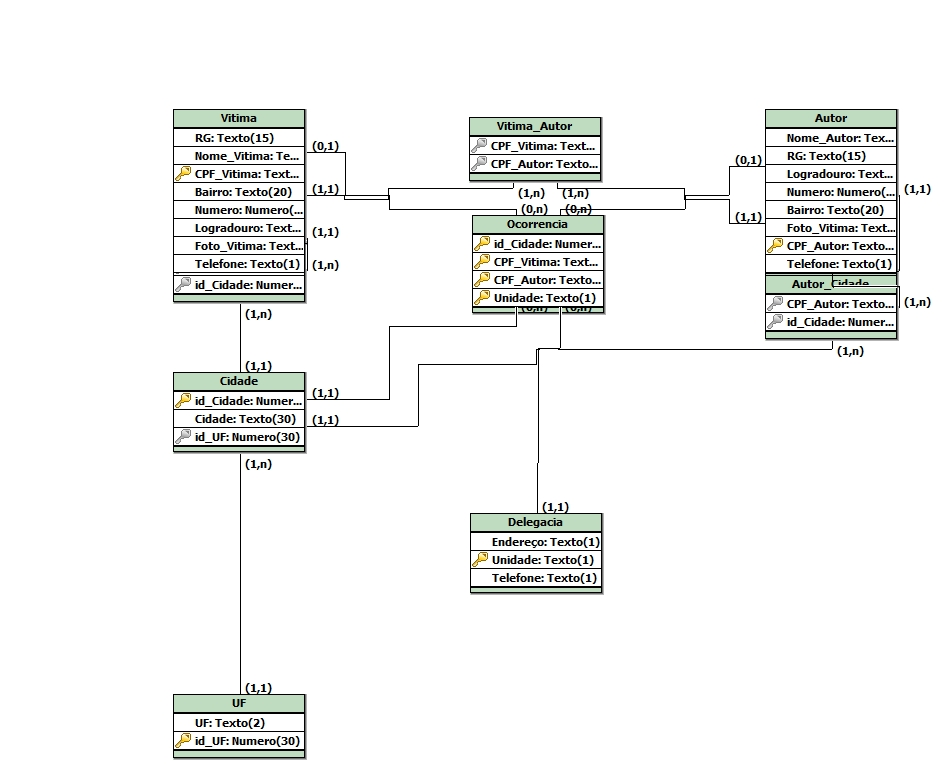 Vitima
RG: Texto(15)
Nome_Vitima: Te...
CPF_Vitima: Text...
Bairro: Texto(20)
Numero: Numero(...
Logradouro: Text...
Foto_Vitima: Text...
Telefone: Texto(1)
id_Cidade: Numer...
(0,1)
(1,1)
(1,1)
(1,n)
(1,n)
Vitima_Autor
CPF_Vitima: Text...
CPF_Autor: Texto...
(1,n)
(1,n)
(0,n)
(0,n)
Ocorrencia
id_Cidade: Numer...
CPF_Vitima: Text...
CPF_Autor: Texto...
Unidade: Texto(1)
(0,n)
(0,n)
Autor
Nome_Autor: Tex...
RG: Texto(15)
Logradouro: Text...
Numero: Numero(...
Bairro: Texto(20)
Foto_Vitima: Text...
CPF_Autor: Texto...
Telefone: Texto(1)
(0,1)
(1,1)
(1,1)
(1,n)
Autor_Cidade
CPF_Autor: Texto...
id_Cidade: Numer...
(1,n)
(1,1)
Cidade
id_Cidade: Numer...
Cidade: Texto(30)
id_UF: Numero(30)
(1,1)
(1,1)
(1,n)
(1,1)
Delegacia
Endereço: Texto(1)
Unidade: Texto(1)
Telefone: Texto(1)
(1,1)
UF
UF: Texto(2)
id_UF: Numero(30)